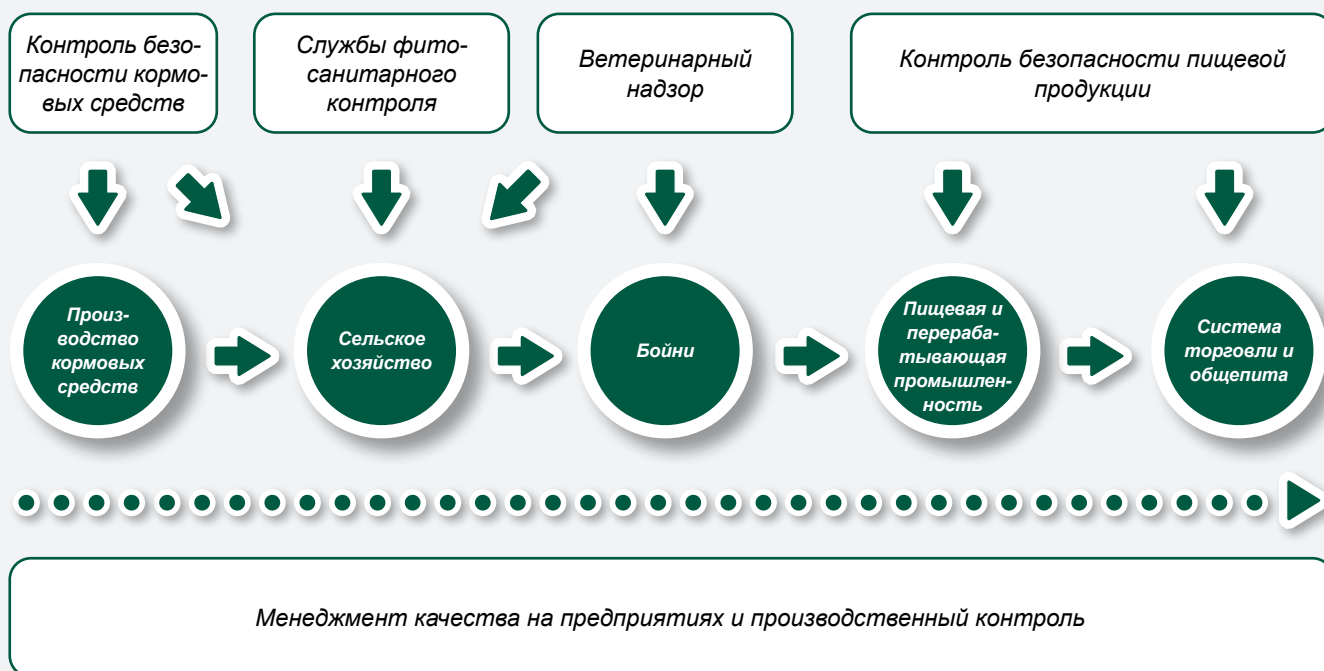 Контроль безо-
пасности кормо-
вых средств
Службы фито-
санитарного
контроля
Ветеринарный
надзор
Контроль безопасности пищевой
продукции
Произ-
водство
кормовых
средств
Сельское
хозяйство
Бойни
Пищевая и
перераба-
тывающая
промышлен-
ность
Система
торговли и
общепита
Менеджмент качества на предприятиях и производственный контроль